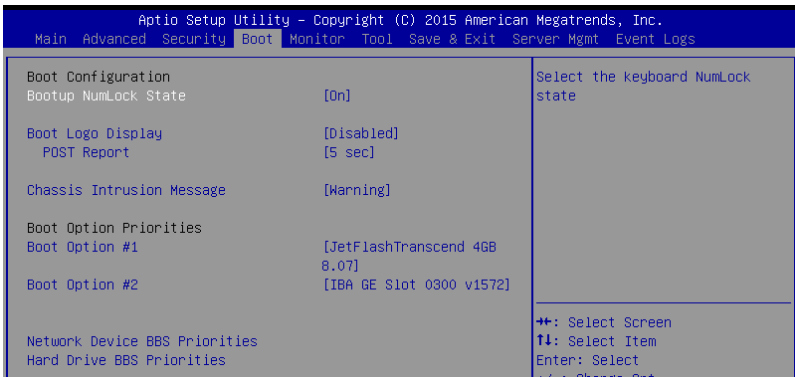 Aptio Setup Utility – Copyright (C) 2015 American Megatrends, Inc.
Main Advanced Security Boot Monitor Tool Save & Exit Server Mgmt Event Logs
Boot Configuration
Bootup NumLock State [On]
Boot Logo Display [Disabled]
POST Report [5 sec]
Chassis Intrusion Message [Warning]
Boot Option Priorities
Boot Option #1 [JetFlashTranscend 4GB
8.07]
Boot Option #2 [IBA GE Slot 0300 v1572]
Network Device BBS Priorities
Hard Drive BBS Priorities
Select the keyboard NumLock
state
→←: Select Screen
↑↓: Select Item
Enter: Select